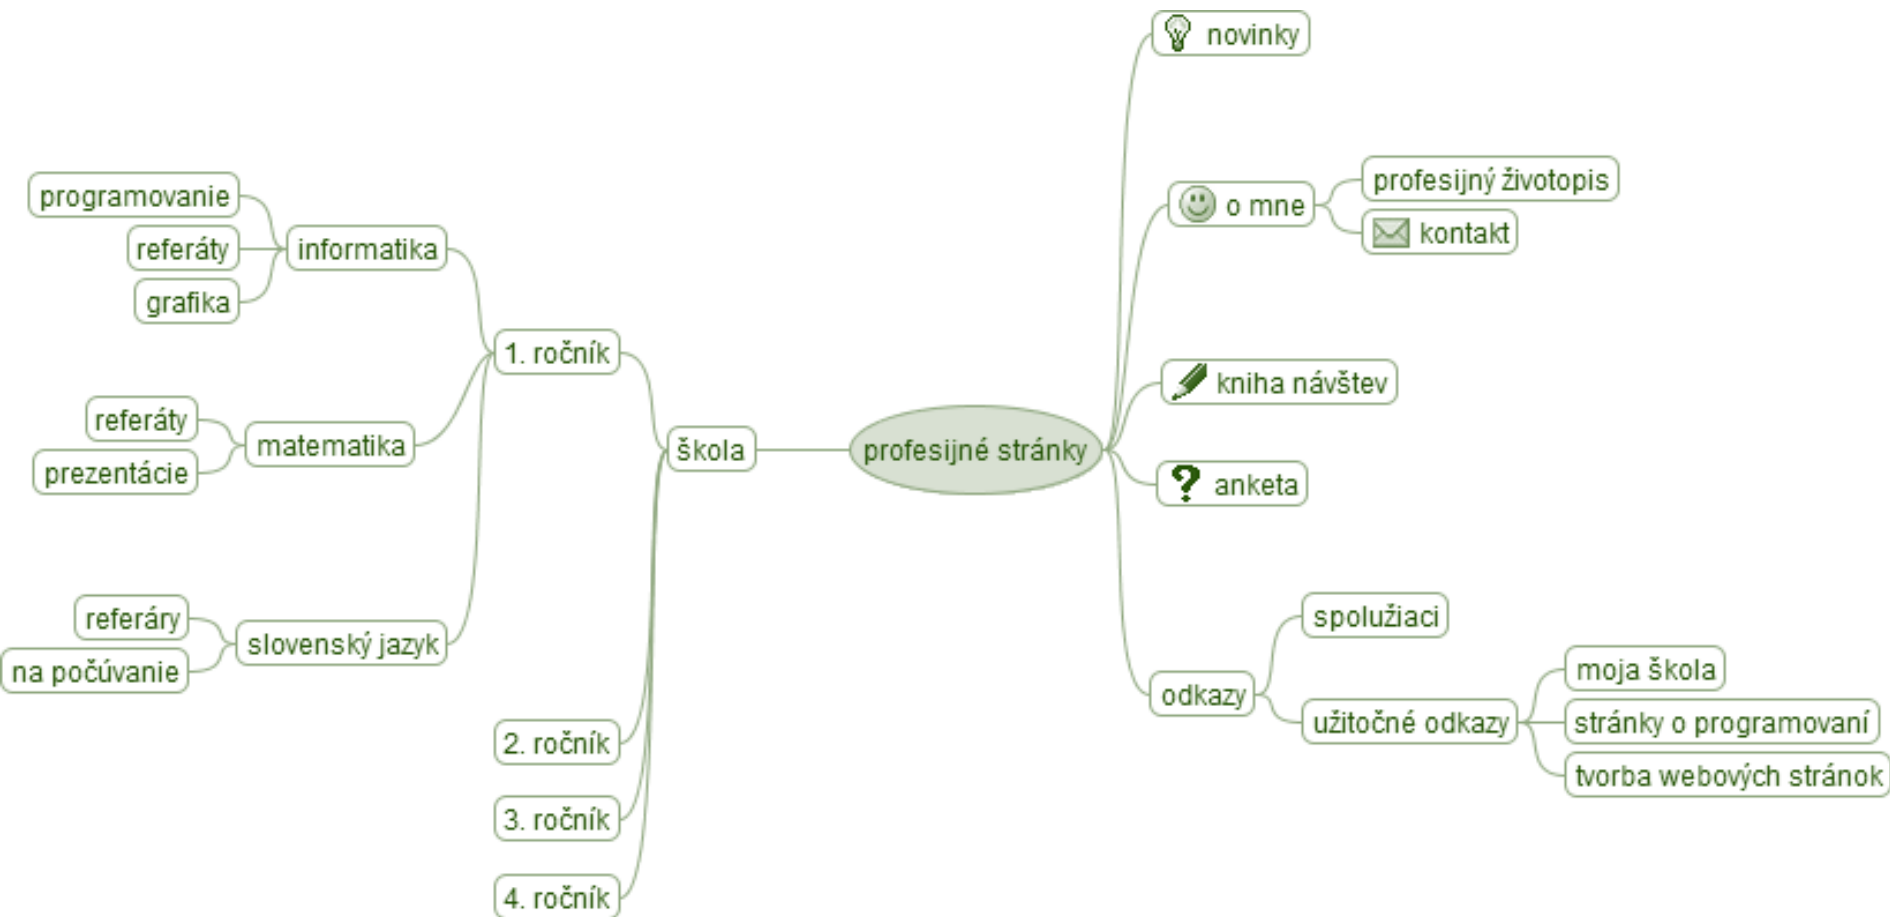 novinky
profesijný životopis
o mne
kontakt
kniha návštev
profesijné stránky
anketa
spolužiaci
odkazy
užitočné odkazy
moja škola
stránky o programovaní
tvorba webových stránok
škola
1. ročník
informatika
programovanie
referáty
grafika
matematika
referáty
prezentácie
slovenský jazyk
referáry
na počúvanie
2. ročník
3. ročník
4. ročník